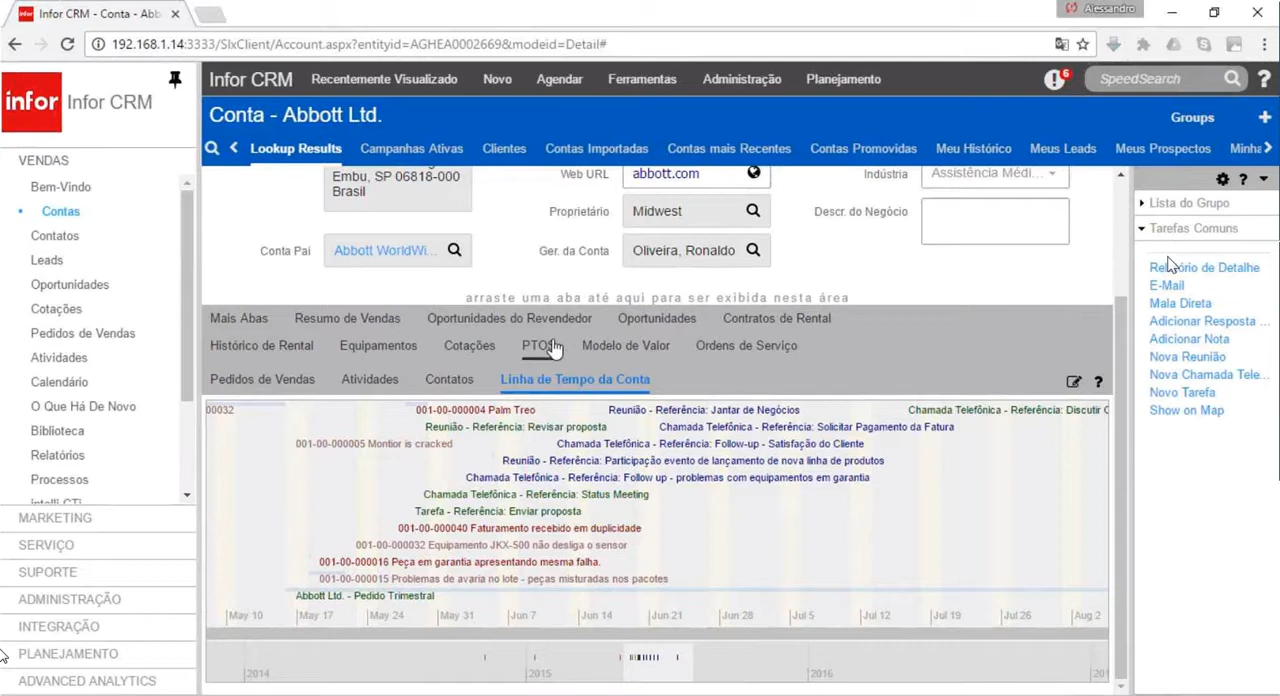 Infor CRM - Conta - Abb
Alessandro
192.168.1.14:3333/SlxClient/Account.aspx?entityid=AGHEA0002669&modeid=Detail#
infor Infor CRM
Infor CRM Recentemente Visualizado Novo Agendar Ferramentas Administração Planejamento 6 SpeedSearch ?
Conta - Abbott Ltd. Groups
Lookup Results Campanhas Ativas Clientes Contas Importadas Contas mais Recentes Contas Promovidas Meu Histórico Meus Leads Meus Prospectos Minha
VENDAS
Bem-Vindo
Contas
Contatos
Leads
Oportunidades
Cotações
Pedidos de Vendas
Atividades
Calendário
O Que Há De Novo
Biblioteca
Relatórios
Processos
MARKETING
SERVIÇO
SUPORTE
ADMINISTRAÇÃO
INTEGRAÇÃO
PLANEJAMENTO
ADVANCED ANALYTICS
Embu, SP 06818-000
Brasil
Web URL abbott.com
Indústria Assistência Médi...
Proprietário Midwest
Descr. do Negócio
Conta Pai Abbott WorldWi...
Ger. da Conta Oliveira, Ronaldo
arraste uma aba até aqui para ser exibida nesta área
Mais Abas Resumo de Vendas Oportunidades do Revendedor Oportunidades Contratos de Rental
Histórico de Rental Equipamentos Cotações Modelo de Valor Ordens de Serviço
Pedidos de Vendas Atividades Contatos Linha de Tempo da Conta ?
00032 001-00-000004 Palm Treo Reunião - Referência: Jantar de Negócios Chamada Telefônica - Referência: Discutir C
Reunião - Referência: Revisar proposta Chamada Telefônica - Referência: Solicitar Pagamento da Fatura
001-00-000005 Montior is cracked Chamada Telefônica - Referência: Follow-up - Satisfação do Cliente
Reunião - Referência: Participação evento de lançamento de nova linha de produtos
Chamada Telefônica - Referência: Follow up - problemas com equipamentos em garantia
Chamada Telefônica - Referência: Status Meeting
Tarefa - Referência: Enviar proposta
001-00-000040 Faturamento recebido em duplicidade
001-00-000032 Equipamento JKX-500 não desliga o sensor
001-00-000016 Peça em garantia apresentando mesma falha.
001-00-000015 Problemas de avaria no lote - peças misturadas nos pacotes
Abbott Ltd. - Pedido Trimestral
May 10 May 17 May 24 May 31 Jun 7 Jun 14 Jun 21 Jun 28 Jul 5 Jul 12 Jul 19 Jul 26 Aug 2
2014 2015 2016 201
?
Lista do Grupo
Tarefas Comuns
Relatório de Detalhe
E-Mail
Mala Direta
Adicionar Resposta ...
Adicionar Nota
Nova Reunião
Nova Chamada Tele...
Novo Tarefa
Show on Map